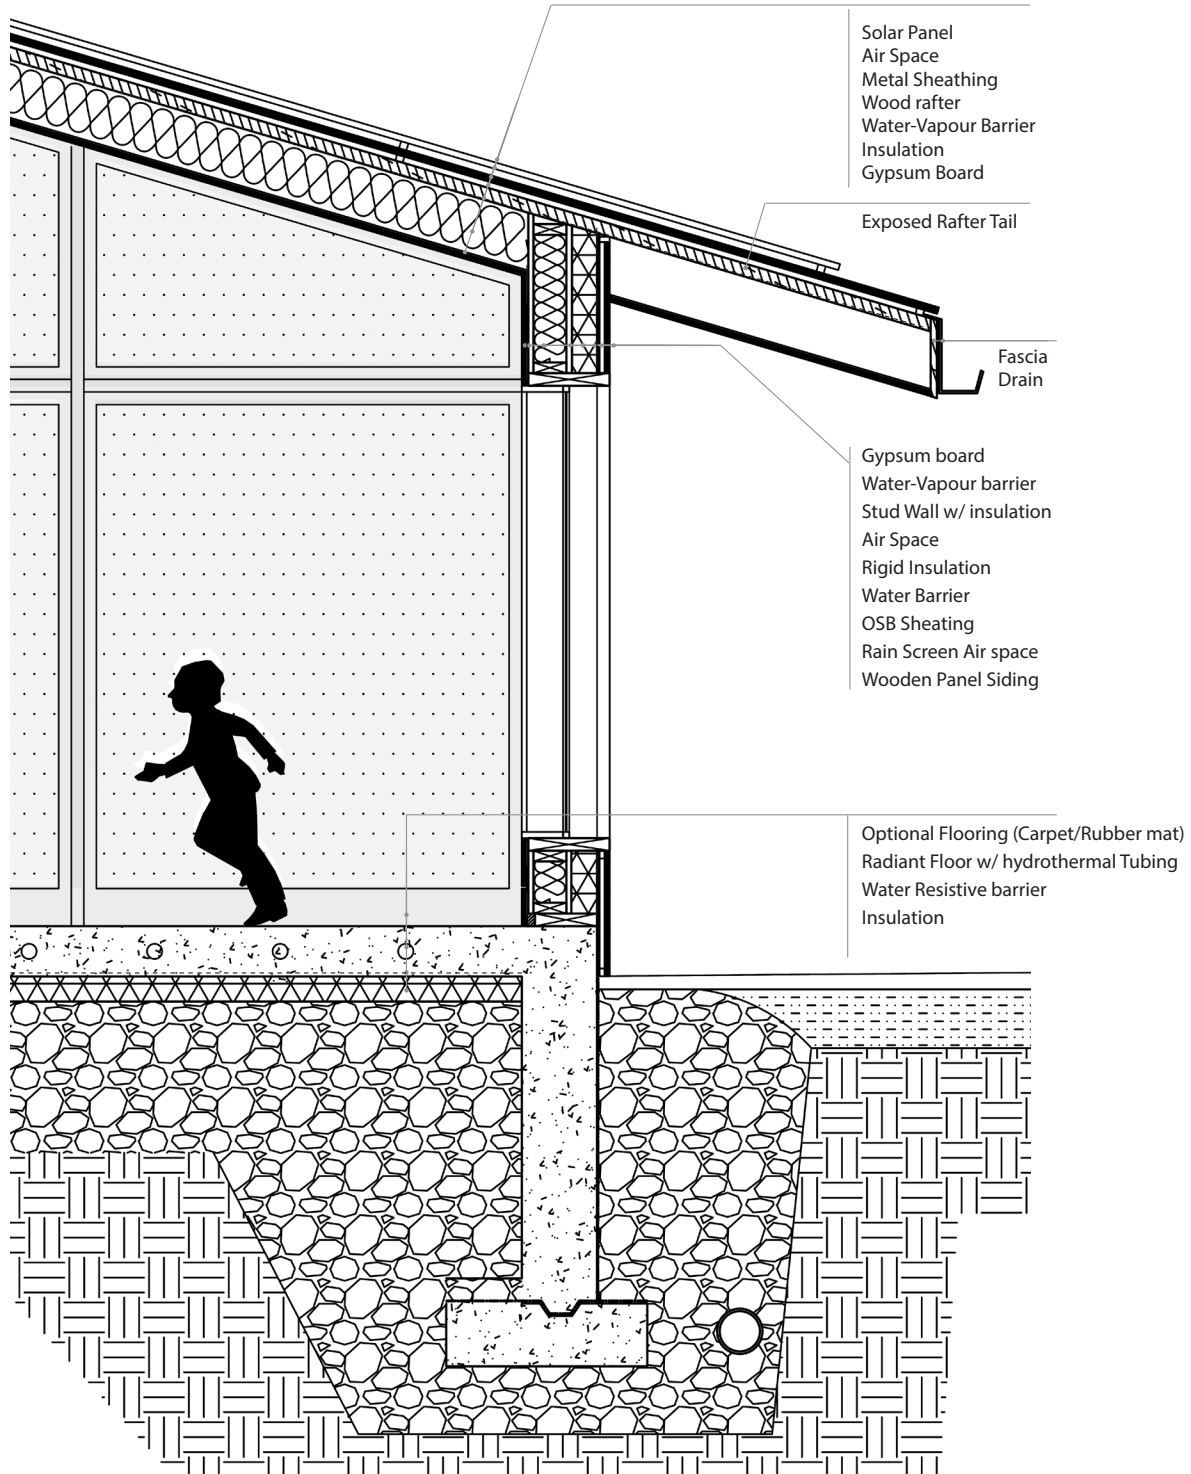 Solar Panel
Air Space
Metal Sheathing
Wood rafter
Water-Vapour Barrier
Insulation
Gypsum Board
Exposed Rafter Tail
Fascia
Drain
Gypsum board
Water-Vapour barrier
Stud Wall w/ insulation
Air Space
Rigid Insulation
Water Barrier
OSB Sheating
Rain Screen Air space
Wooden Panel Siding
Optional Flooring (Carpet/Rubber mat)
Radiant Floor w/ hydrothermal Tubing
Water Resistive barrier
Insulation